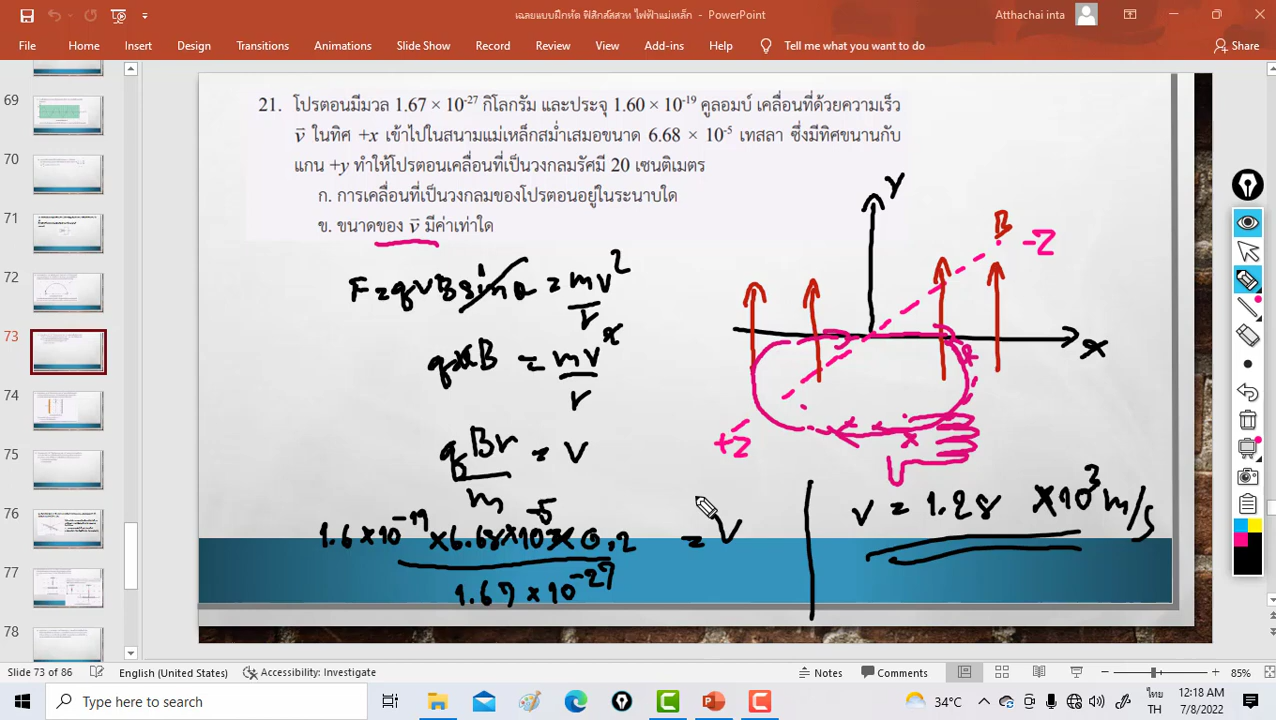 เฉลยแบบฝึกหัด ฟิสิกส์สสวท ไฟฟ้าแม่เหล็ก - PowerPoint
Atthachai inta
File Home Insert Design Transitions Animations Slide Show Record Review View Add-ins Help Tell me what you want to do Share
69
70
71
72
73
74
75
76
77
78
21. โปรตอนมีมวล 1.67 × 10⁻²⁷ กิโลกรัม และประจุ 1.60 × 10⁻¹⁹ คูลอมบ์ เคลื่อนที่ด้วยความเร็ว
v⃗ ในทิศ +x เข้าไปในสนามแม่เหล็กสม่ำเสมอขนาด 6.68 × 10⁻⁵ เทสลา ซึ่งมีทิศขนานกับ
แกน +y ทำให้โปรตอนเคลื่อนที่เป็นวงกลมรัศมี 20 เซนติเมตร
ก. การเคลื่อนที่เป็นวงกลมของโปรตอนอยู่ในระนาบใด
ข. ขนาดของ v⃗ มีค่าเท่าใด
Y
B
-Z
x
+Z
F = qvB sinθ = mv²/r
qvB = mv²/r
qBr/m = v
1.6×10⁻¹⁹ ×6.68×10⁻⁵ × 0.2 / 1.67 × 10⁻²⁷ = v
v = 1.28 ×10³ m/s
Slide 73 of 86 English (United States) Accessibility: Investigate Notes Comments 85%
Type here to search
34°C
ไทย
12:18 AM
7/8/2022